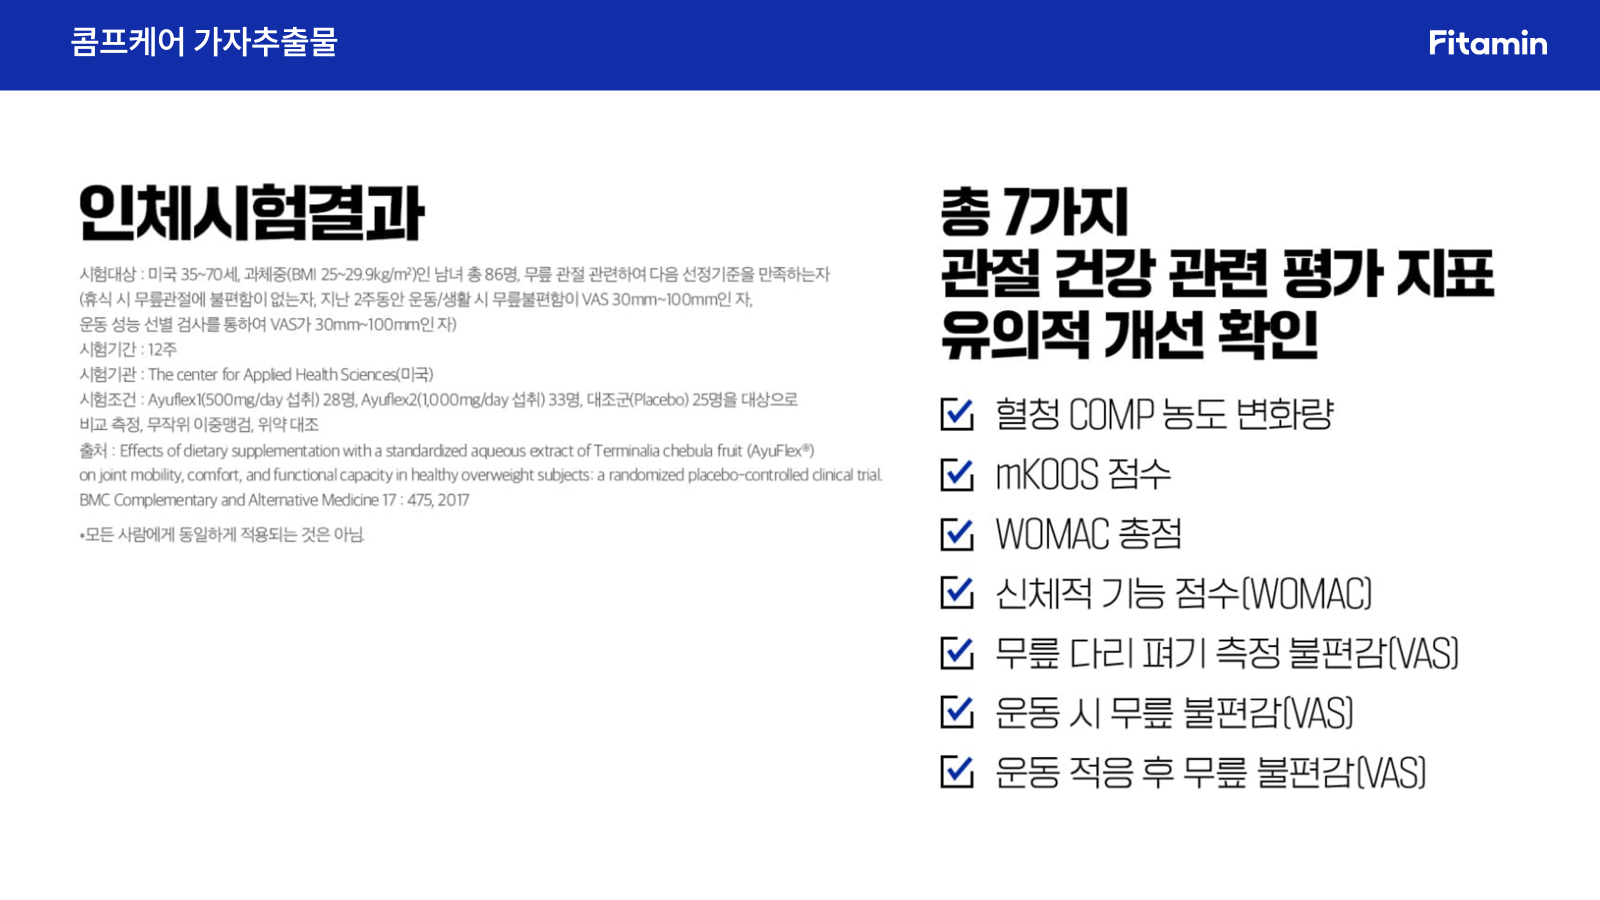 콤프케어 가자추출물
Fitamin
인체시험결과
시험대상 : 미국 35~70세, 과체중(BMI 25~29.9kg/m²)인 남녀 총 86명, 무릎 관절 관련하여 다음 선정기준을 만족하는자
(휴식 시 무릎관절에 불편함이 없는자, 지난 2주동안 운동/생활 시 무릎불편함이 VAS 30mm~100mm인 자,
운동 성능 선별 검사를 통하여 VAS가 30mm~100mm인 자)
시험기간 : 12주
시험기관 : The center for Applied Health Sciences(미국)
시험조건 : Ayuflex1(500mg/day 섭취) 28명, Ayuflex2(1,000mg/day 섭취) 33명, 대조군(Placebo) 25명을 대상으로
비교 측정, 무작위 이중맹검, 위약 대조
출처 : Effects of dietary supplementation with a standardized aqueous extract of Terminalia chebula fruit (AyuFlex®)
on joint mobility, comfort, and functional capacity in healthy overweight subjects: a randomized placebo-controlled clinical trial.
BMC Complementary and Alternative Medicine 17 : 475, 2017
*모든 사람에게 동일하게 적용되는 것은 아님.
총 7가지
관절 건강 관련 평가 지표
유의적 개선 확인
혈청 COMP 농도 변화량
mKOOS 점수
WOMAC 총점
신체적 기능 점수(WOMAC)
무릎 다리 펴기 측정 불편감(VAS)
운동 시 무릎 불편감(VAS)
운동 적응 후 무릎 불편감(VAS)